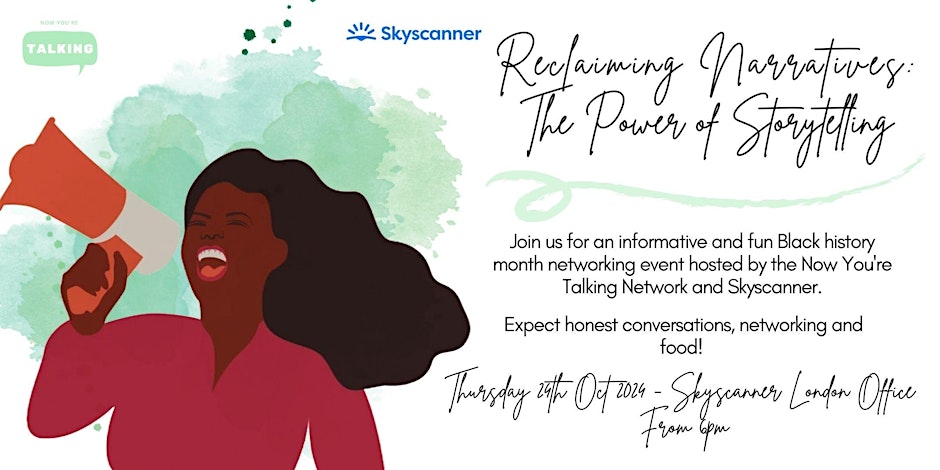 NOW YOU'RE
TALKING
Skyscanner
Reclaiming Narratives:
The Power of Storytelling
Join us for an informative and fun Black history
month networking event hosted by the Now You're
Talking Network and Skyscanner.
Expect honest conversations, networking and
food!
Thursday 24th Oct 2024 - Skyscanner London Office
From 6pm